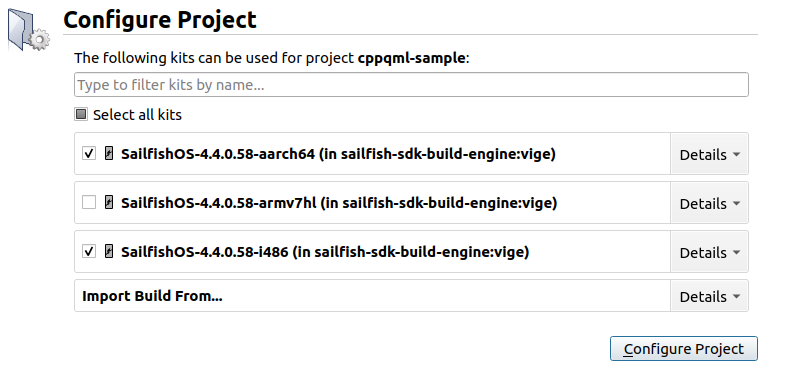 Configure Project
The following kits can be used for project cppqml-sample:
Type to filter kits by name...
Select all kits
SailfishOS-4.4.0.58-aarch64 (in sailfish-sdk-build-engine:vige)
Details
SailfishOS-4.4.0.58-armv7hl (in sailfish-sdk-build-engine:vige)
Details
SailfishOS-4.4.0.58-i486 (in sailfish-sdk-build-engine:vige)
Details
Import Build From...
Details
Configure Project